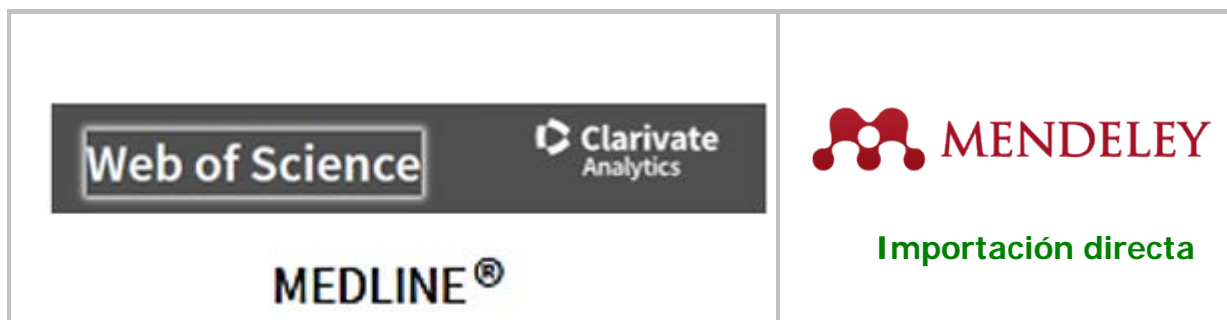 Web of Science
Clarivate
Analytics
MEDLINE®
MENDELEY
Importación directa